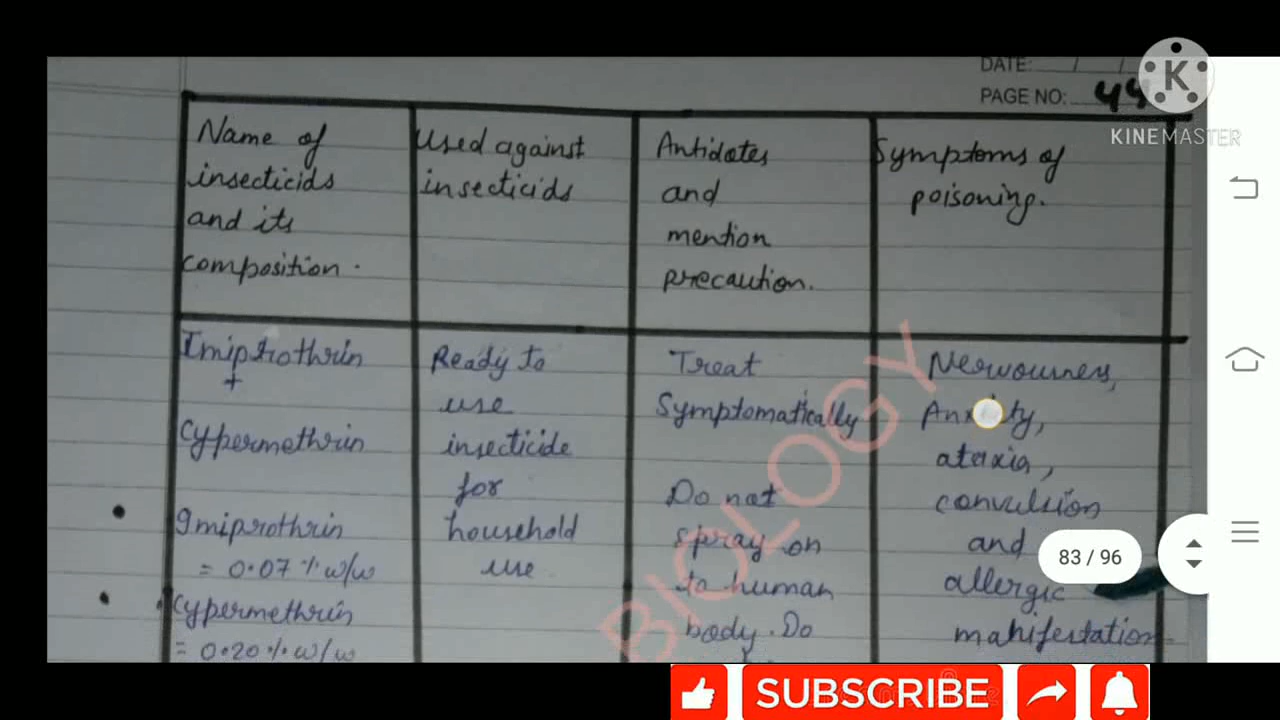 DATE: / /
PAGE NO: 44
KINEMASTER
Name of
insecticids
and its
composition.
Used against
insecticids
Antidotes
and
mention
precaution.
Symptoms of
poisoning.
Imiprothrin
+
Cypermethrin
Imiprothrin
= 0.07 % w/w
Cypermethrin
= 0.20 % w/w
Ready to
use
insecticide
for
household
use
Treat
Symptomatically
Do not
spray on
to human
body. Do
Nervousness,
Anxiety,
ataxia,
convulsion
and
allergic
manifestation
BIOLOGY
83 / 96
SUBSCRIBE